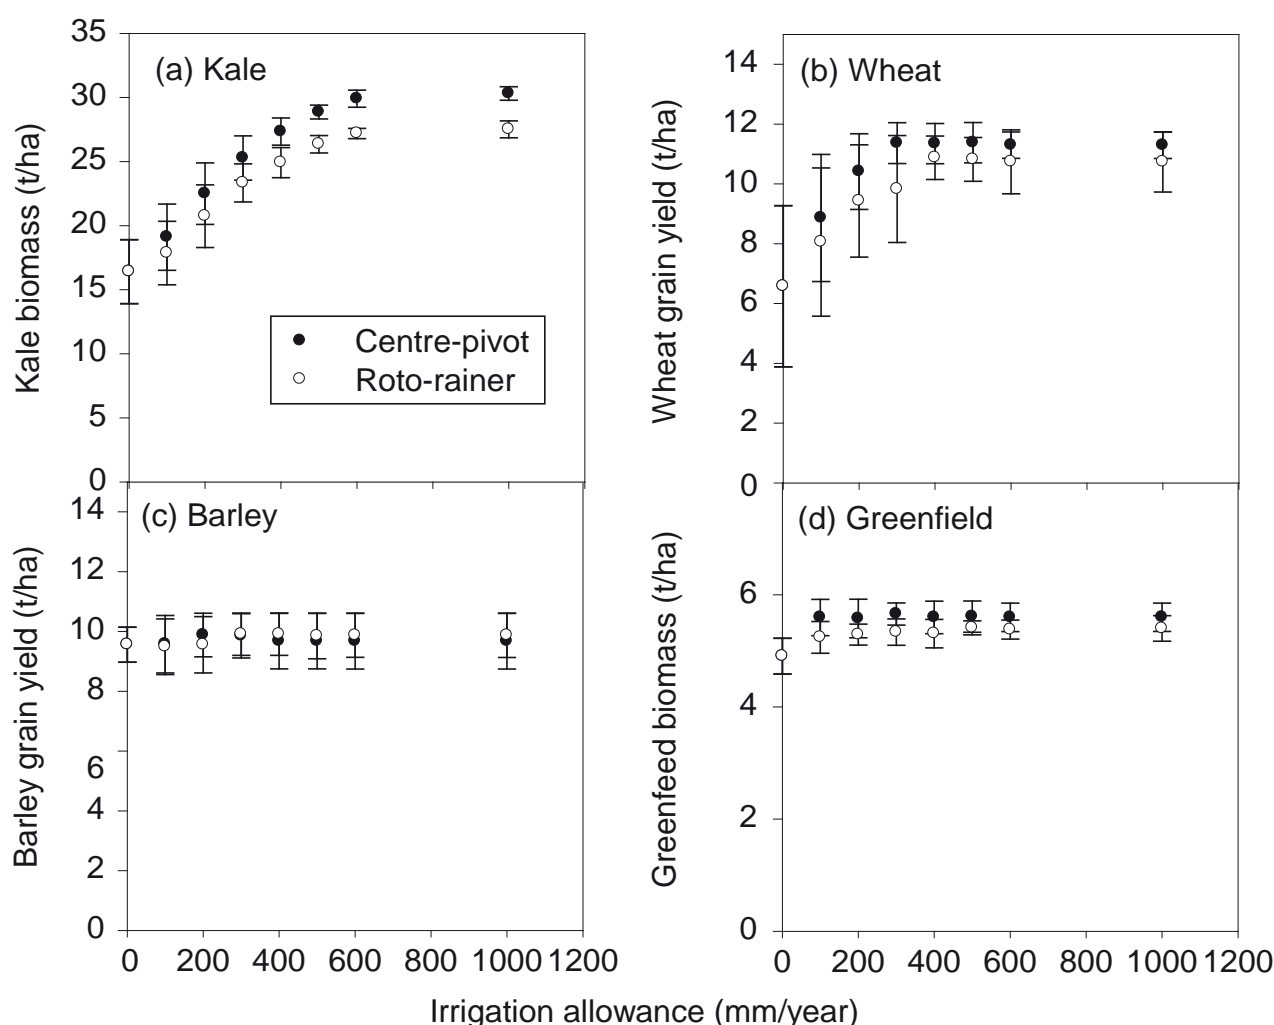 35
30
25
20
15
10
5
0
Kale biomass (t/ha)
(a) Kale
Centre-pivot
Roto-rainer
14
12
10
8
6
4
2
0
Wheat grain yield (t/ha)
(b) Wheat
14
12
10
8
6
4
2
0
Barley grain yield (t/ha)
(c) Barley
0 200 400 600 800 1000 1200
6
4
2
0
Greenfeed biomass (t/ha)
(d) Greenfield
0 200 400 600 800 1000 1200
Irrigation allowance (mm/year)